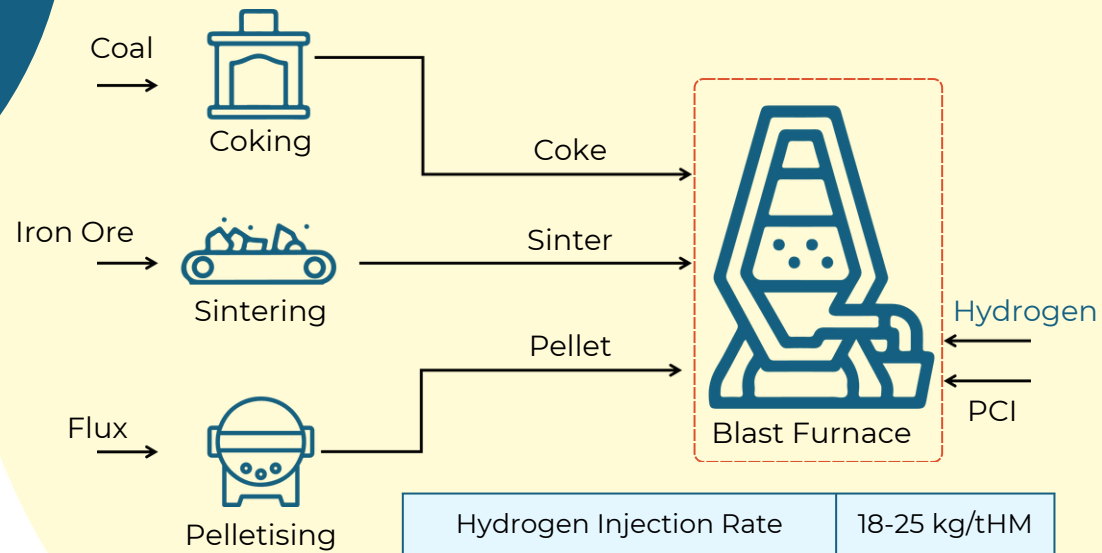 Coal
Coking
Coke
Iron Ore
Sintering
Sinter
Flux
Pelletising
Pellet
Blast Furnace
Hydrogen
PCI
Hydrogen Injection Rate 18-25 kg/tHM